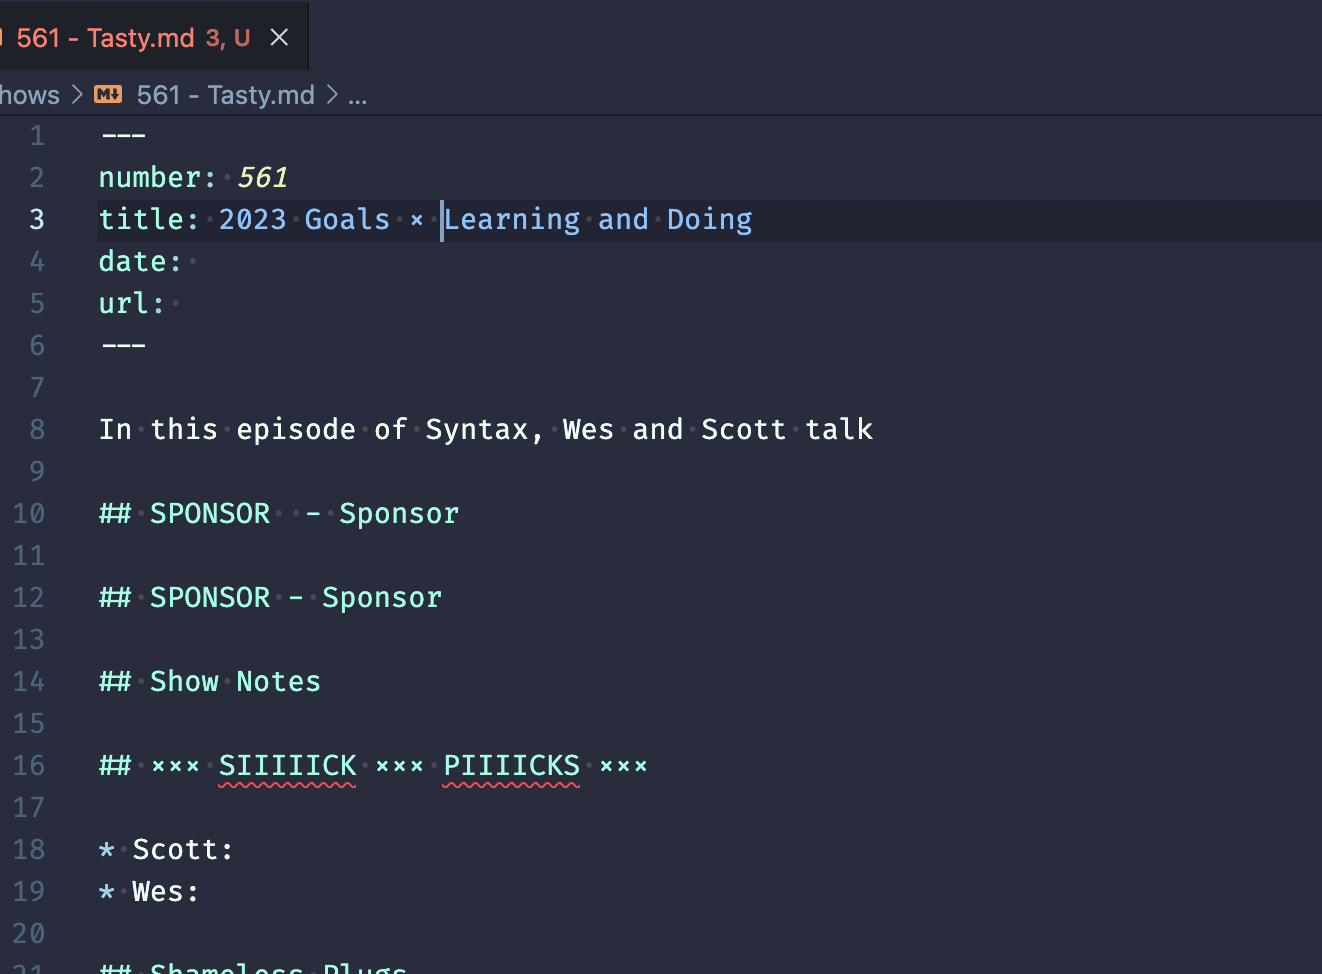 561 - Tasty.md 3, U
hows > 561 - Tasty.md > ...
1 ---
2 number: 561
3 title: 2023 Goals × Learning and Doing
4 date:
5 url:
6 ---
7
8 In this episode of Syntax, Wes and Scott talk
9
10 ## SPONSOR  - Sponsor
11
12 ## SPONSOR - Sponsor
13
14 ## Show Notes
15
16 ## ××× SIIIIICK ××× PIIIICKS ×××
17
18 * Scott:
19 * Wes:
20
21 ## Shameless Plugs